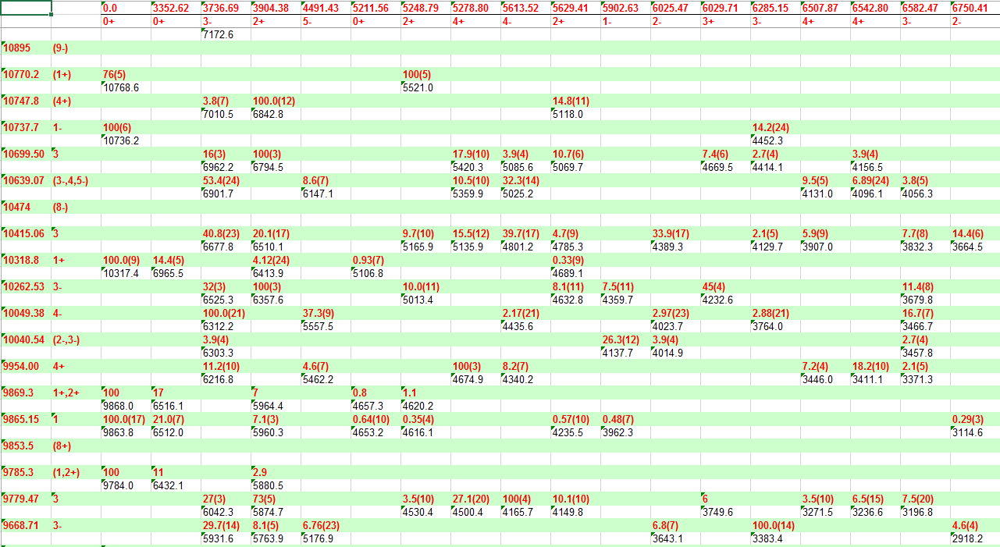 0.0 3352.62 3736.69 3904.38 4491.43 5211.56 5248.79 5278.80 5613.52 5629.41 5902.63 6025.47 6029.71 6285.15 6507.87 6542.80 6582.47 6750.41
0+ 0+ 3- 2+ 5- 0+ 2+ 4+ 4- 2+ 1- 2- 3+ 3- 4+ 4+ 3- 2-
7172.6
10895 (9-)
10770.2 (1+) 76(5) 100(5)
10768.6 5521.0
10747.8 (4+) 3.8(7) 100.0(12) 14.8(11)
7010.5 6842.8 5118.0
10737.7 1- 100(6) 14.2(24)
10736.2 4452.3
10699.50 3 16(3) 100(3) 17.9(10) 3.9(4) 10.7(6) 7.4(6) 2.7(4) 3.9(4)
6962.2 6794.5 5420.3 5085.6 5069.7 4669.5 4414.1 4156.5
10639.07 (3-,4,5-) 53.4(24) 8.6(7) 10.5(10) 32.3(14) 9.5(5) 6.89(24) 3.8(5)
6901.7 6147.1 5359.9 5025.2 4131.0 4096.1 4056.3
10474 (8-)
10415.06 3 40.8(23) 20.1(17) 9.7(10) 15.5(12) 39.7(17) 4.7(9) 33.9(17) 2.1(5) 5.9(9) 7.7(8) 14.4(6)
6677.8 6510.1 5165.9 5135.9 4801.2 4785.3 4389.3 4129.7 3907.0 3832.3 3664.5
10318.8 1+ 100.0(9) 14.4(5) 4.12(24) 0.93(7) 0.33(9)
10317.4 6965.5 6413.9 5106.8 4689.1
10262.53 3- 32(3) 100(3) 10.0(11) 8.1(11) 7.5(11) 45(4) 11.4(8)
6525.3 6357.6 5013.4 4632.8 4359.7 4232.6 3679.8
10049.38 4- 100.0(21) 37.3(9) 2.17(21) 2.97(23) 2.88(21) 16.7(7)
6312.2 5557.5 4435.6 4023.7 3764.0 3466.7
10040.54 (2-,3-) 3.9(4) 26.3(12) 3.9(4) 2.7(4)
6303.3 4137.7 4014.9 3457.8
9954.00 4+ 11.2(10) 4.6(7) 100(3) 8.2(7) 7.2(4) 18.2(10) 2.1(5)
6216.8 5462.2 4674.9 4340.2 3446.0 3411.1 3371.3
9869.3 1+,2+ 100 17 7 0.8 1.1
9868.0 6516.1 5964.4 4657.3 4620.2
9865.15 1 100.0(17) 21.0(7) 7.1(3) 0.64(10) 0.35(4) 0.57(10) 0.48(7) 0.29(3)
9863.8 6512.0 5960.3 4653.2 4616.1 4235.5 3962.3 3114.6
9853.5 (8+)
9785.3 (1,2+) 100 11 2.9
9784.0 6432.1 5880.5
9779.47 3 27(3) 73(5) 3.5(10) 27.1(20) 100(4) 10.1(10) 6 3.5(10) 6.5(15) 7.5(20)
6042.3 5874.7 4530.4 4500.4 4165.7 4149.8 3749.6 3271.5 3236.6 3196.8
9668.71 3- 29.7(14) 8.1(5) 6.76(23) 6.8(7) 100.0(14) 4.6(4)
5931.6 5763.9 5176.9 3643.1 3383.4 2918.2